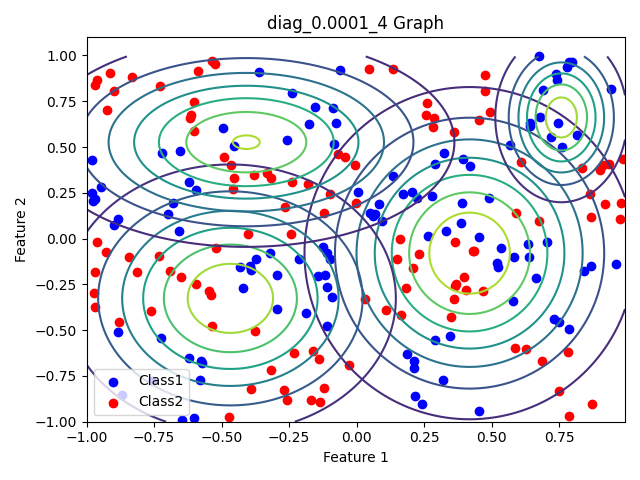 diag_0.0001_4 Graph
Feature 2
1.00
0.75
0.50
0.25
0.00
−0.25
−0.50
−0.75
−1.00
Class1
Class2
−1.00 −0.75 −0.50 −0.25 0.00 0.25 0.50 0.75
Feature 1